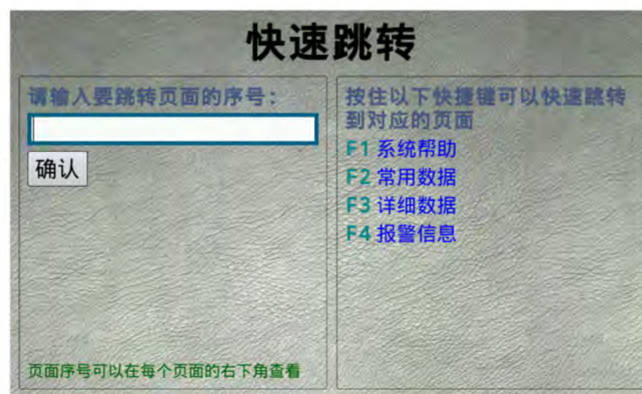 快速跳转
请输入要跳转页面的序号：
确认
页面序号可以在每个页面的右下角查看
按住以下快捷键可以快速跳转
到对应的页面
F1 系统帮助
F2 常用数据
F3 详细数据
F4 报警信息